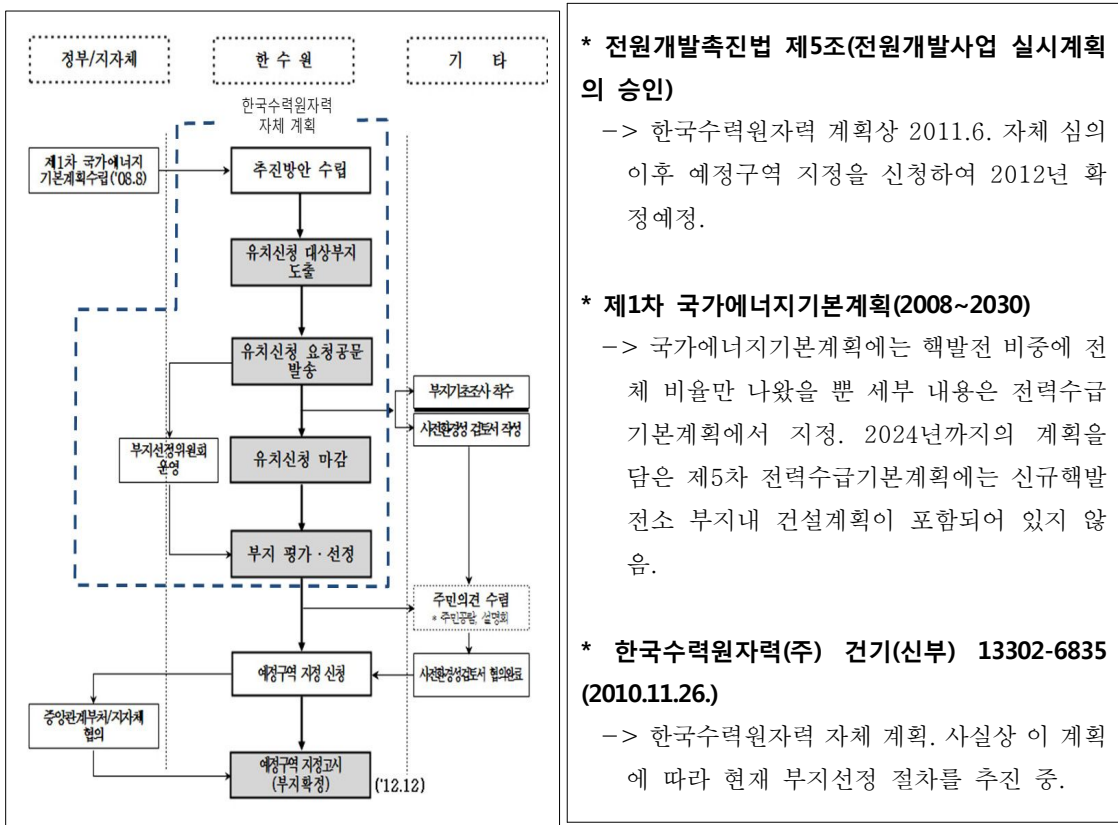 정부/지자체
한 수 원
기 타
한국수력원자력
자체 계획
제1차 국가에너지
기본계획수립('08.8)
추진방안 수립
유치신청 대상부지
도출
유치신청 요청공문
발송
부지기초조사 착수
사전환경성 검토서 작성
부지선정위원회
운영
유치신청 마감
부지 평가 · 선정
주민의견 수렴
* 주민공람, 설명회
예정구역 지정 신청
사전환경성검토서 협의완료
중앙관계부처/지자체
협의
예정구역 지정고시
(부지확정)
('12.12)
* 전원개발촉진법 제5조(전원개발사업 실시계획
의 승인)
-> 한국수력원자력 계획상 2011.6. 자체 심의
이후 예정구역 지정을 신청하여 2012년 확
정예정.
* 제1차 국가에너지기본계획(2008~2030)
-> 국가에너지기본계획에는 핵발전 비중에 전
체 비율만 나왔을 뿐 세부 내용은 전력수급
기본계획에서 지정. 2024년까지의 계획을
담은 제5차 전력수급기본계획에는 신규핵발
전소 부지내 건설계획이 포함되어 있지 않
음.
* 한국수력원자력(주) 건기(신부) 13302-6835
(2010.11.26.)
-> 한국수력원자력 자체 계획. 사실상 이 계획
에 따라 현재 부지선정 절차를 추진 중.